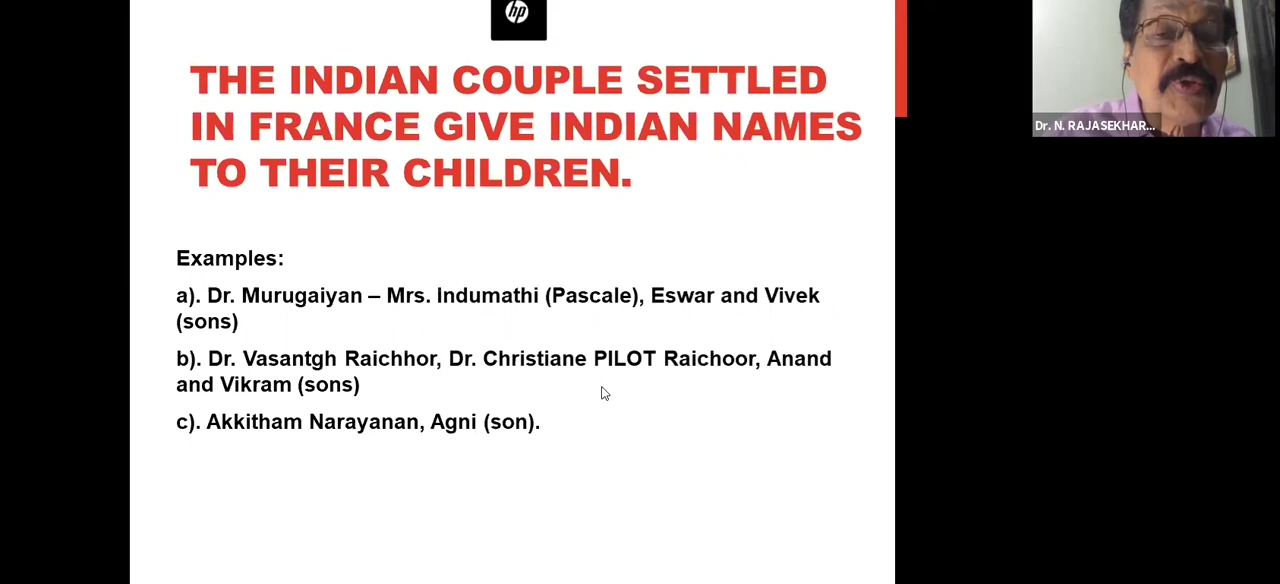 hp
THE INDIAN COUPLE SETTLED
IN FRANCE GIVE INDIAN NAMES
TO THEIR CHILDREN.
Dr. N. RAJASEKHAR...
Examples:
a). Dr. Murugaiyan – Mrs. Indumathi (Pascale), Eswar and Vivek
(sons)
b). Dr. Vasantgh Raichhor, Dr. Christiane PILOT Raichoor, Anand
and Vikram (sons)
c). Akkitham Narayanan, Agni (son).